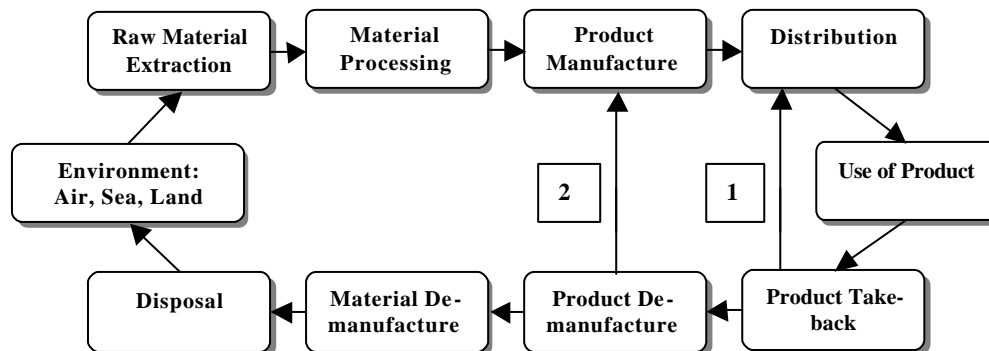 Raw Material
Extraction
Material
Processing
Product
Manufacture
Distribution
Environment:
Air, Sea, Land
2
1
Use of Product
Disposal
Material De-
manufacture
Product De-
manufacture
Product Take-
back